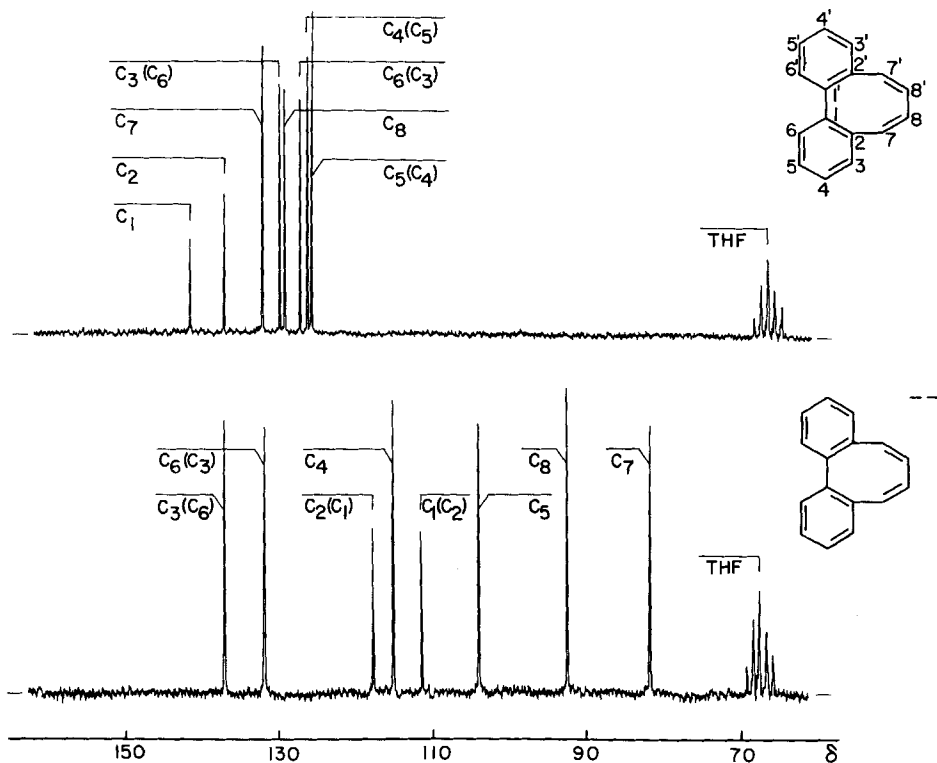 C₄(C₅)
C₃(C₆)
C₆(C₃)
C₇
C₈
C₂
C₅(C₄)
C₁
THF
4'
5'
3'
6'
2'
7'
8'
8
6
2
7
5
3
4
C₆(C₃)
C₄
C₈
C₇
C₃(C₆)
C₂(C₁)
C₁(C₂)
C₅
THF
150
130
110
90
70
δ